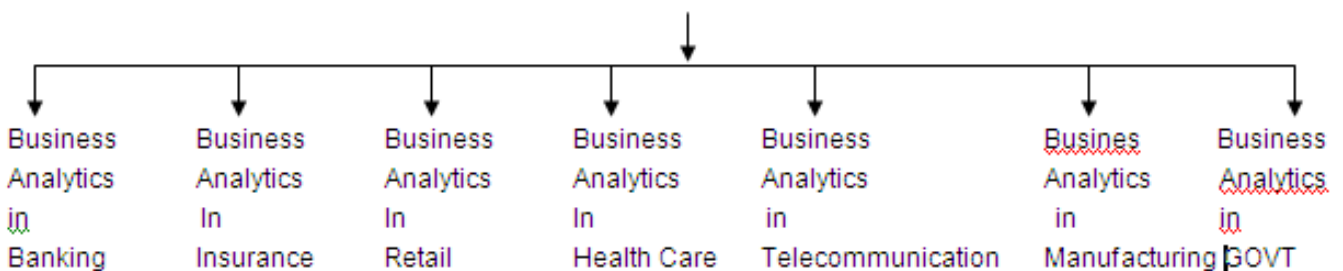 Business Analytics in Banking
Business Analytics In Insurance
Business Analytics In Retail
Business Analytics In Health Care
Business Analytics in Telecommunication
Busines Analytics in Manufacturing
Business Analytics in GOVT